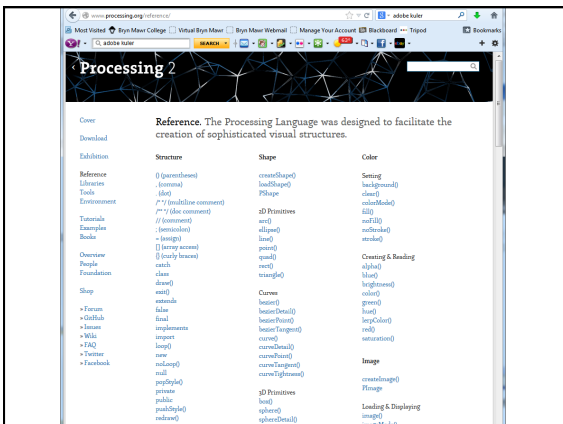 www.processing.org/reference/
adobe kuler
Most Visited Bryn Mawr College Virtual Bryn Mawr Bryn Mawr Webmail Manage Your Account Blackboard Tripod Bookmarks
adobe kuler SEARCH
Processing 2
Cover
Download
Exhibition
Reference
Libraries
Tools
Environment
Tutorials
Examples
Books
Overview
People
Foundation
Shop
» Forum
» GitHub
» Issues
» Wiki
» FAQ
» Twitter
» Facebook
Reference. The Processing Language was designed to facilitate the
creation of sophisticated visual structures.
Structure
() (parentheses)
, (comma)
. (dot)
/* */ (multiline comment)
/** */ (doc comment)
// (comment)
; (semicolon)
= (assign)
[] (array access)
{} (curly braces)
catch
class
draw()
exit()
extends
false
final
implements
import
loop()
new
noLoop()
null
popStyle()
private
public
pushStyle()
redraw()
Shape
createShape()
loadShape()
PShape
2D Primitives
arc()
ellipse()
line()
point()
quad()
rect()
triangle()
Curves
bezier()
bezierDetail()
bezierPoint()
bezierTangent()
curve()
curveDetail()
curvePoint()
curveTangent()
curveTightness()
3D Primitives
box()
sphere()
sphereDetail()
Color
Setting
background()
clear()
colorMode()
fill()
noFill()
noStroke()
stroke()
Creating & Reading
alpha()
blue()
brightness()
color()
green()
hue()
lerpColor()
red()
saturation()
Image
createImage()
PImage
Loading & Displaying
image()